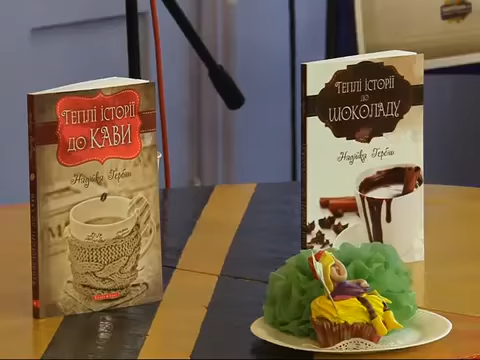 ТЕПЛІ ІСТОРІЇ
ДО КАВИ
Надійка Гербіш
ТЕПЛІ ІСТОРІЇ
ДО
ШОКОЛАДУ
Надійка Гербіш